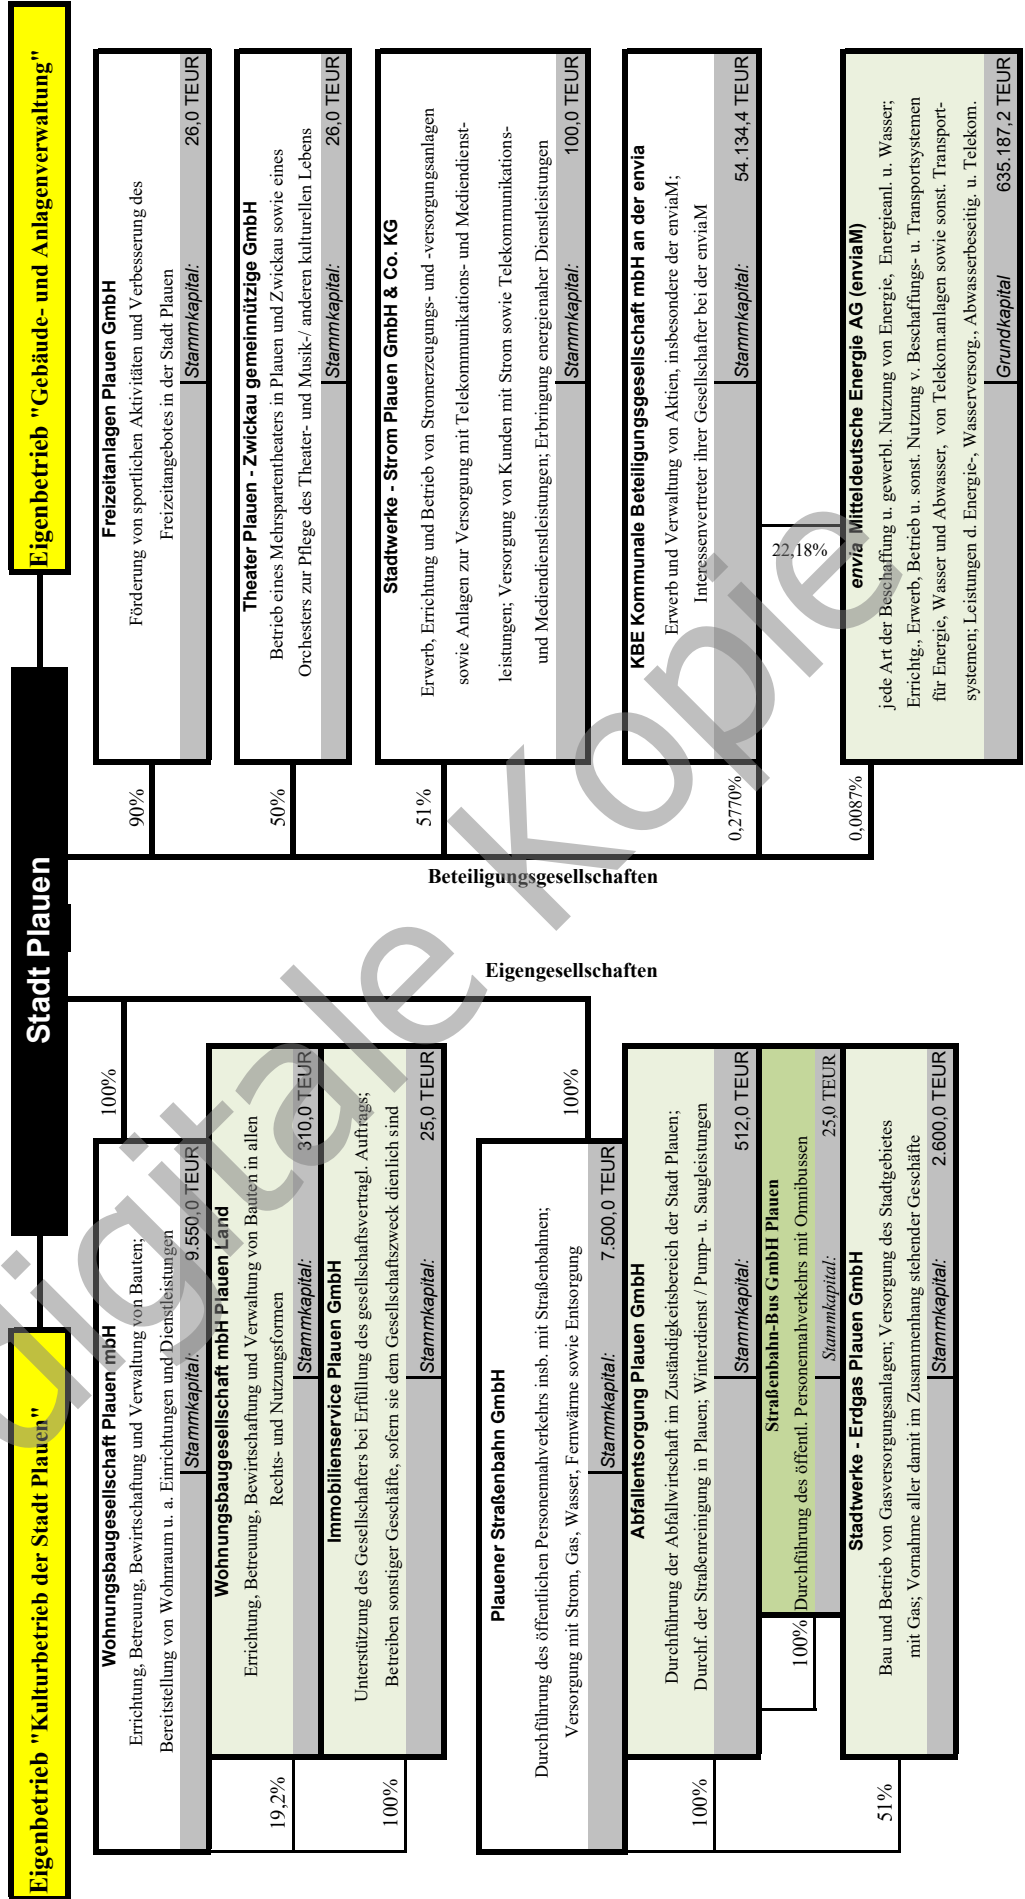 Eigenbetrieb "Kulturbetrieb der Stadt Plauen"
Stadt Plauen
Eigenbetrieb "Gebäude- und Anlagenverwaltung"
Eigengesellschaften
100%
Wohnungsbaugesellschaft Plauen mbH
Errichtung, Betreuung, Bewirtschaftung und Verwaltung von Bauten;
Bereitstellung von Wohnraum u. a. Einrichtungen und Dienstleistungen
Stammkapital: 9.550,0 TEUR
19,2%
Wohnungsbaugesellschaft mbH Plauen Land
Errichtung, Betreuung, Bewirtschaftung und Verwaltung von Bauten in allen
Rechts- und Nutzungsformen
Stammkapital: 310,0 TEUR
100%
Immobilienservice Plauen GmbH
Unterstützung des Gesellschafters bei Erfüllung des gesellschaftsvertragl. Auftrags;
Betreiben sonstiger Geschäfte, sofern sie dem Gesellschaftszweck dienlich sind
Stammkapital: 25,0 TEUR
100%
Plauener Straßenbahn GmbH
Durchführung des öffentlichen Personennahverkehrs insb. mit Straßenbahnen;
Versorgung mit Strom, Gas, Wasser, Fernwärme sowie Entsorgung
Stammkapital: 7.500,0 TEUR
100%
Abfallentsorgung Plauen GmbH
Durchführung der Abfallwirtschaft im Zuständigkeitsbereich der Stadt Plauen;
Durchf. der Straßenreinigung in Plauen; Winterdienst / Pump- u. Saugleistungen
Stammkapital: 512,0 TEUR
100%
Straßenbahn-Bus GmbH Plauen
Durchführung des öffentl. Personennahverkehrs mit Omnibussen
Stammkapital: 25,0 TEUR
51%
Stadtwerke - Erdgas Plauen GmbH
Bau und Betrieb von Gasversorgungsanlagen; Versorgung des Stadtgebietes
mit Gas; Vornahme aller damit im Zusammenhang stehender Geschäfte
Stammkapital: 2.600,0 TEUR
Beteiligungsgesellschaften
90%
Freizeitanlagen Plauen GmbH
Förderung von sportlichen Aktivitäten und Verbesserung des
Freizeitangebotes in der Stadt Plauen
Stammkapital: 26,0 TEUR
50%
Theater Plauen - Zwickau gemeinnützige GmbH
Betrieb eines Mehrspartentheaters in Plauen und Zwickau sowie eines
Orchesters zur Pflege des Theater- und Musik-/ anderen kulturellen Lebens
Stammkapital: 26,0 TEUR
51%
Stadtwerke - Strom Plauen GmbH & Co. KG
Erwerb, Errichtung und Betrieb von Stromerzeugungs- und -versorgungsanlagen
sowie Anlagen zur Versorgung mit Telekommunikations- und Mediendienst-
leistungen; Versorgung von Kunden mit Strom sowie Telekommunikations-
und Mediendienstleistungen; Erbringung energienaher Dienstleistungen
Stammkapital: 100,0 TEUR
0,2770%
KBE Kommunale Beteiligungsgesellschaft mbH an der envia
Erwerb und Verwaltung von Aktien, insbesondere der enviaM;
Interessenvertreter ihrer Gesellschafter bei der enviaM
Stammkapital: 54.134,4 TEUR
22,18%
0,0087%
envia Mitteldeutsche Energie AG (enviaM)
jede Art der Beschaffung u. gewerbl. Nutzung von Energie, Energieanl. u. Wasser;
Errichtg., Erwerb, Betrieb u. sonst. Nutzung v. Beschaffungs- u. Transportsystemen
für Energie, Wasser und Abwasser, von Telekom.anlagen sowie sonst. Transport-
systemen; Leistungen d. Energie-, Wasserversorg., Abwasserbeseitig. u. Telekom.
Grundkapital 635.187,2 TEUR
digitale Kopie